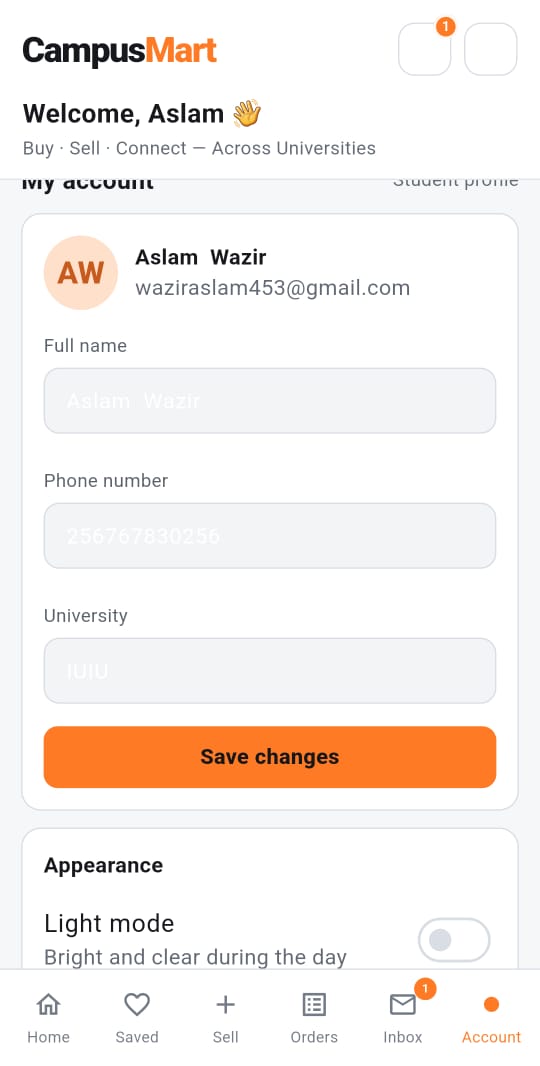 CampusMart
1
Welcome, Aslam 👋
Buy · Sell · Connect — Across Universities
My account
Student profile
AW
Aslam  Wazir
waziraslam453@gmail.com
Full name
Aslam  Wazir
Phone number
256767830256
University
IUIU
Save changes
Appearance
Light mode
Bright and clear during the day
1
Home
Saved
Sell
Orders
Inbox
Account